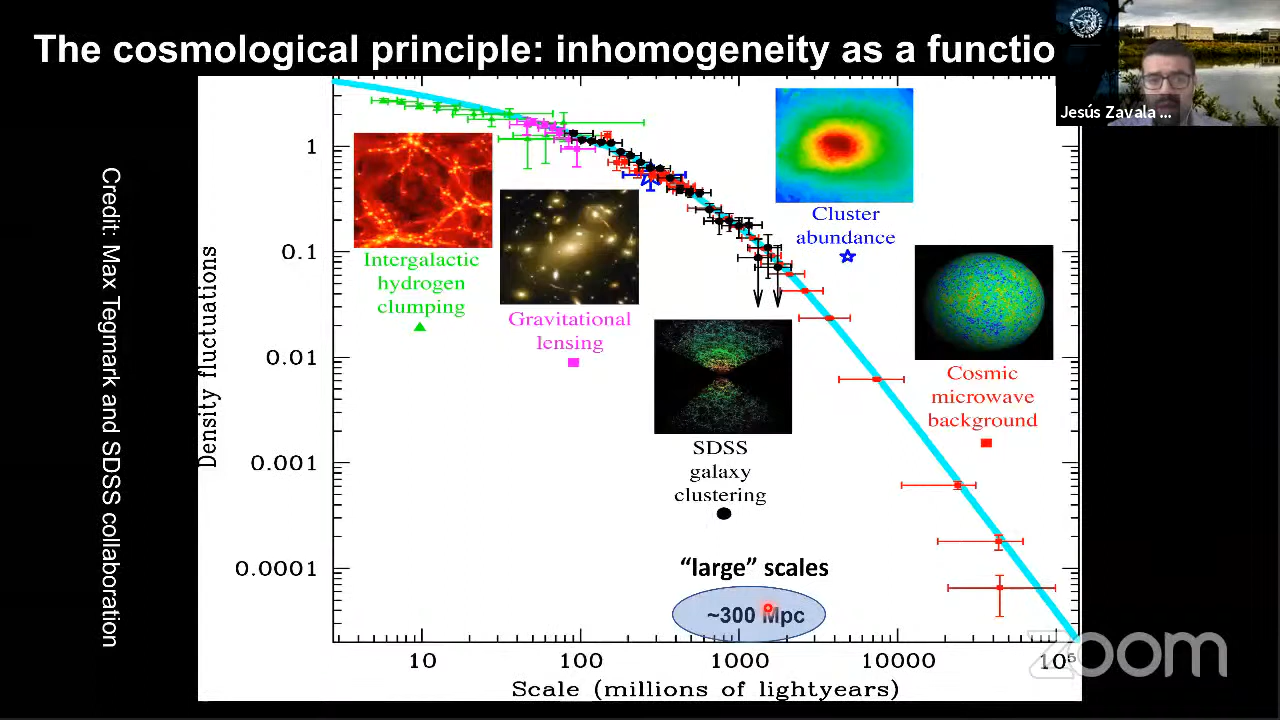 The cosmological principle: inhomogeneity as a functio
Jesús Zavala ...
Credit: Max Tegmark and SDSS collaboration
Density fluctuations
1
0.1
0.01
0.001
0.0001
Intergalactic
hydrogen
clumping
Gravitational
lensing
SDSS
galaxy
clustering
Cluster
abundance
Cosmic
microwave
background
“large” scales
~300 Mpc
10
100
1000
10000
10⁵
Scale (millions of lightyears)
zoom